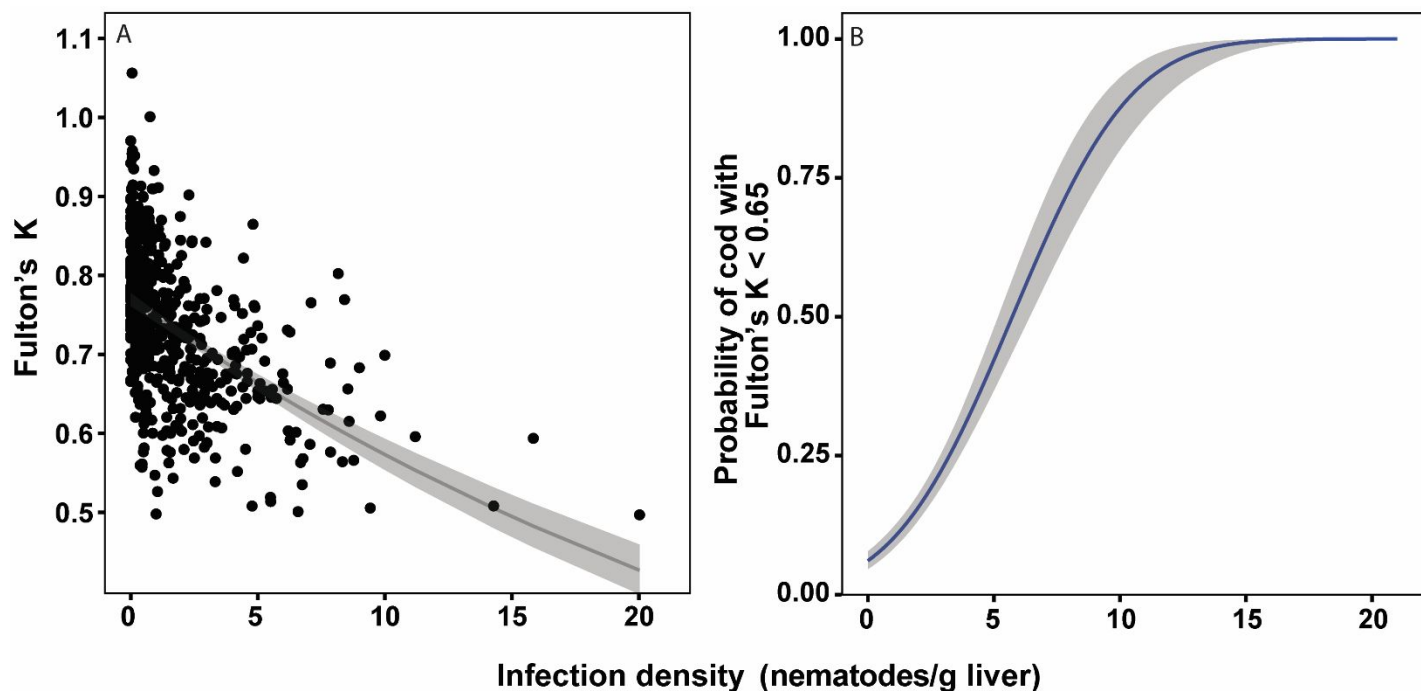 A
1.1
1.0
0.9
0.8
0.7
0.6
0.5
Fulton's K
0 5 10 15 20
B
1.00
0.75
0.50
0.25
0.00
Probability of cod with
Fulton's K < 0.65
0 5 10 15 20
Infection density (nematodes/g liver)